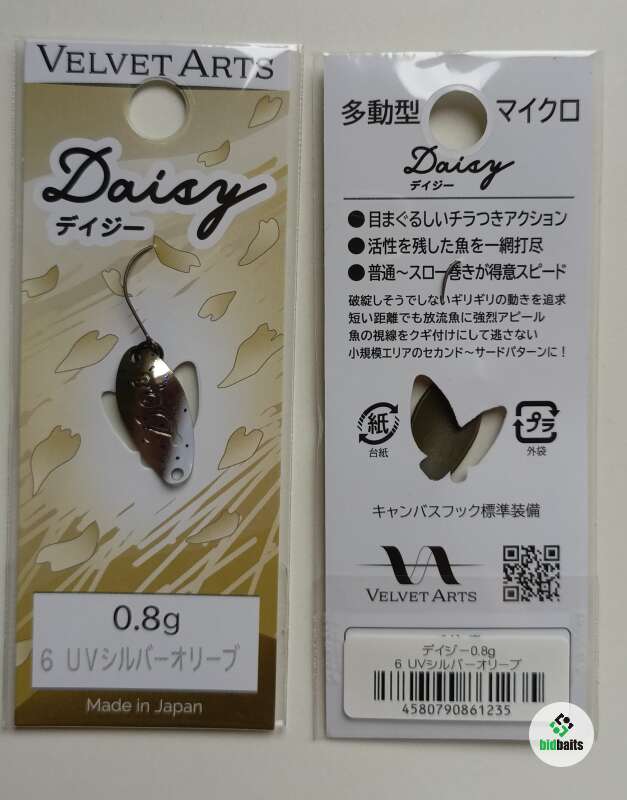 VELVET ARTS
Daisy
デイジー
Daisy
0.8g
6 UVシルバーオリーブ
Made in Japan
多動型 マイクロ
Daisy
デイジー
●目まぐるしいチラつきアクション
●活性を残した魚を一網打尽
●普通～スロー巻きが得意スピード
破綻しそうでしないギリギリの動きを追求
短い距離でも放流魚に強烈アピール
魚の視線をクギ付けにして逃さない
小規模エリアのセカンド～サードパターンに！
紙
台紙
プラ
外袋
キャンバスフック標準装備
VELVET ARTS
デイジー0.8g
6 UVシルバーオリーブ
4580790861235
bidbaits